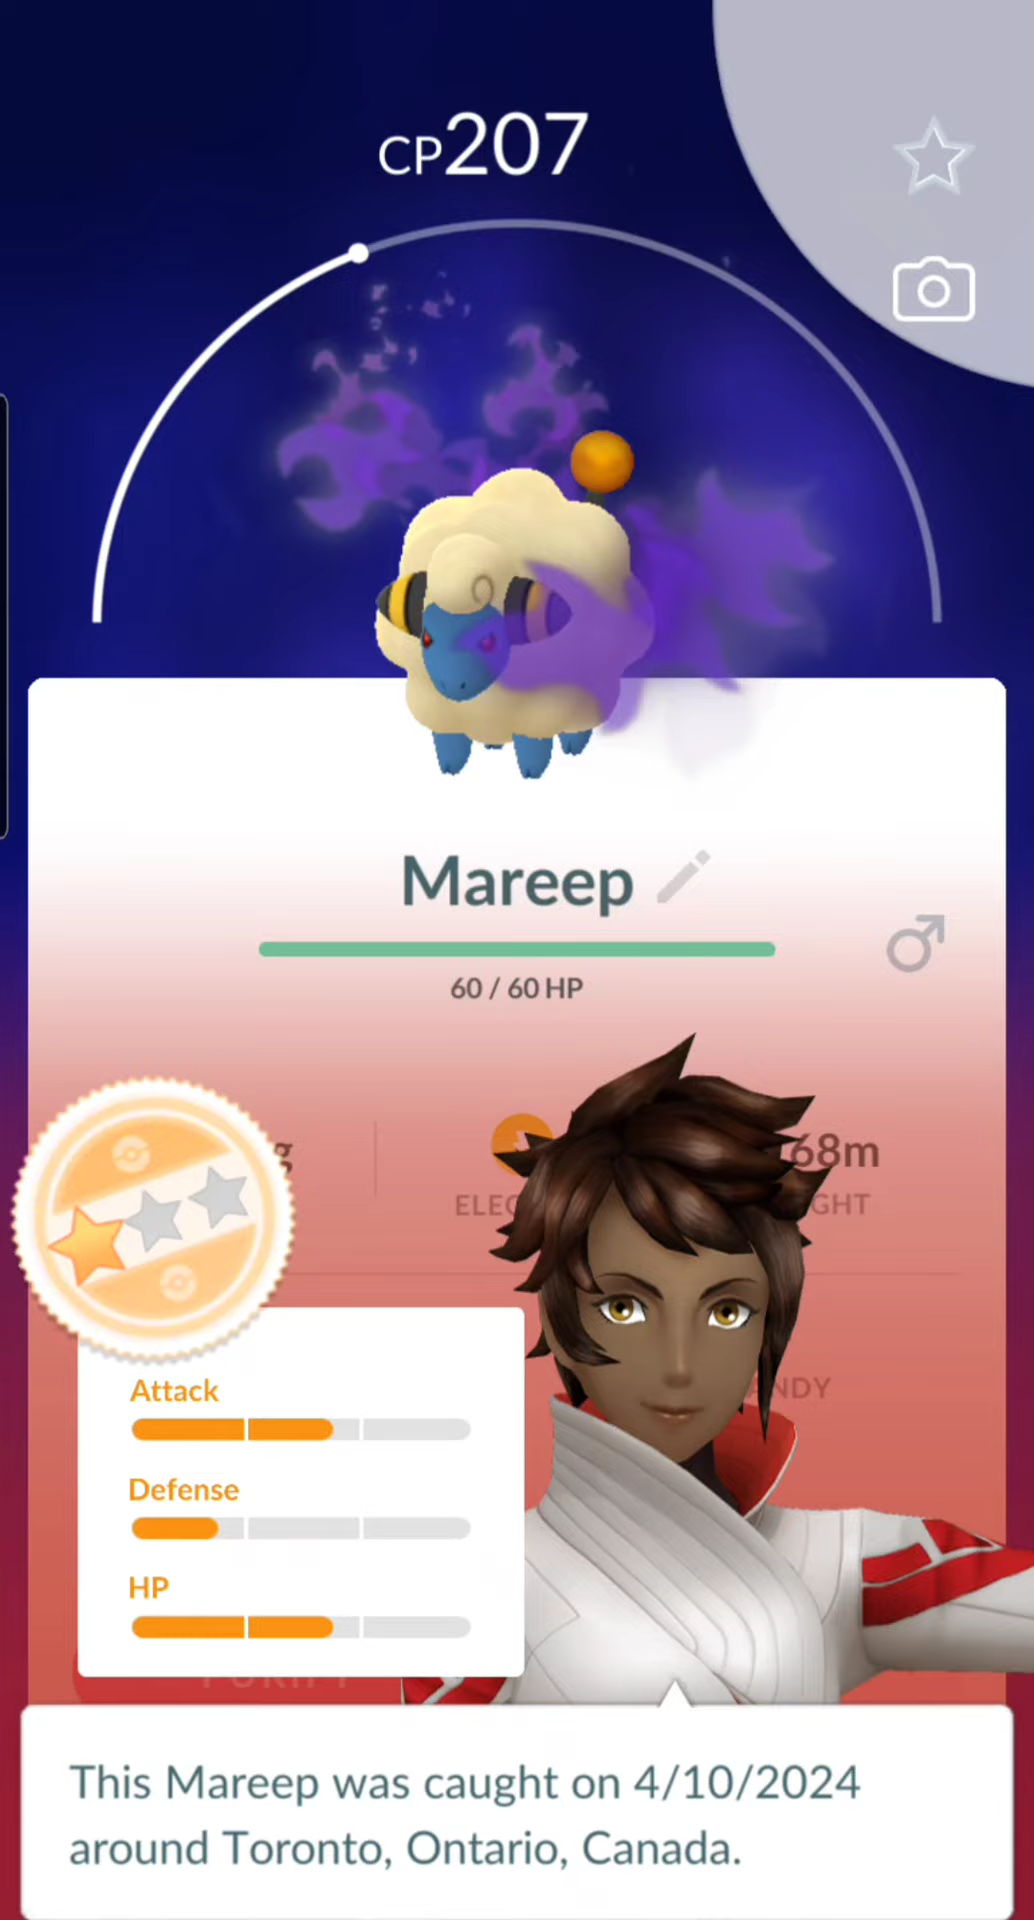 CP207
Mareep
60 / 60 HP
68m
Attack
Defense
HP
This Mareep was caught on 4/10/2024
around Toronto, Ontario, Canada.